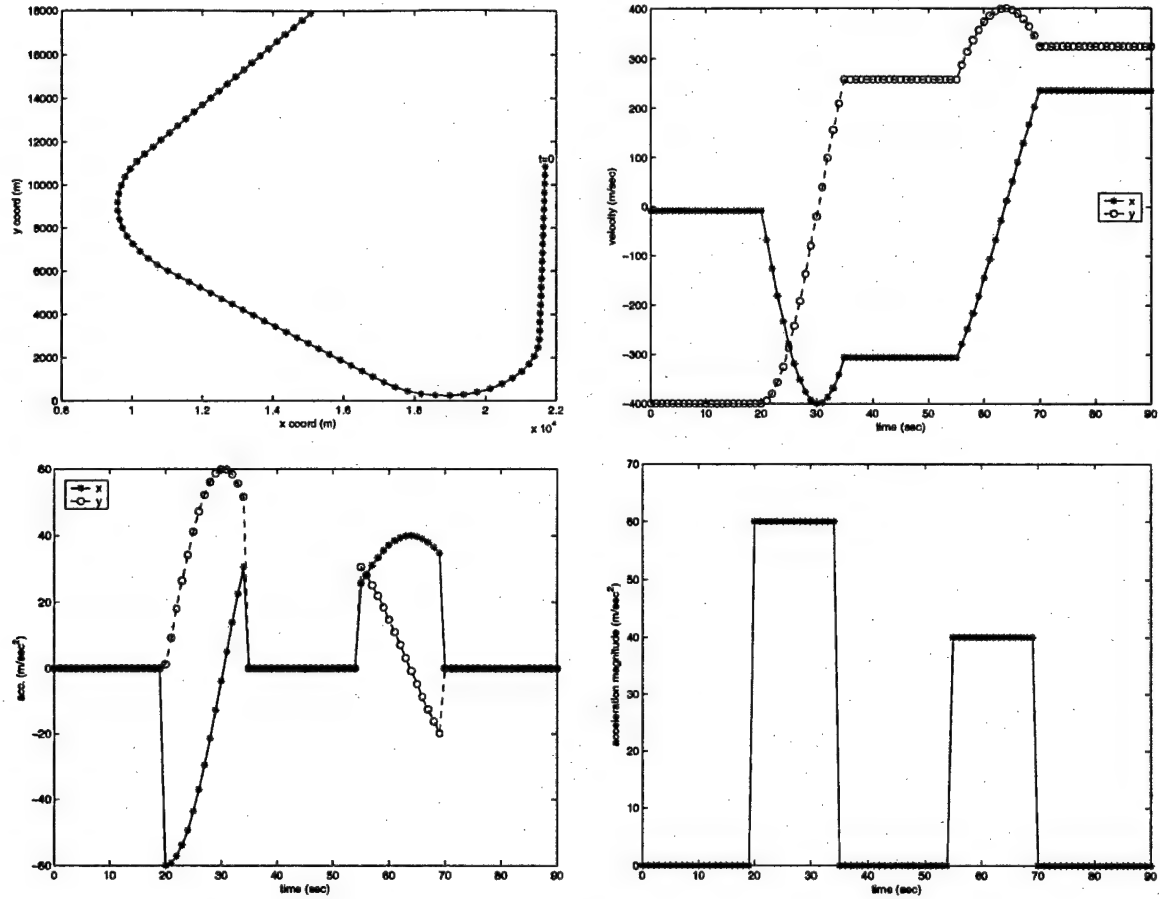 18000
16000
14000
12000
10000
8000
6000
4000
2000
0
y coord (m)
t=0
0.8 1 1.2 1.4 1.6 1.8 2 2.2
x coord (m)
x 10⁴
400
300
200
100
0
-100
-200
-300
-400
velocity (m/sec)
x
y
0 10 20 30 40 50 60 70 80 90
time (sec)
60
40
20
0
-20
-40
-60
acc. (m/sec²)
x
y
0 10 20 30 40 50 60 70 80 90
time (sec)
70
60
50
40
30
20
10
0
acceleration magnitude (m/sec²)
0 10 20 30 40 50 60 70 80 90
time (sec)